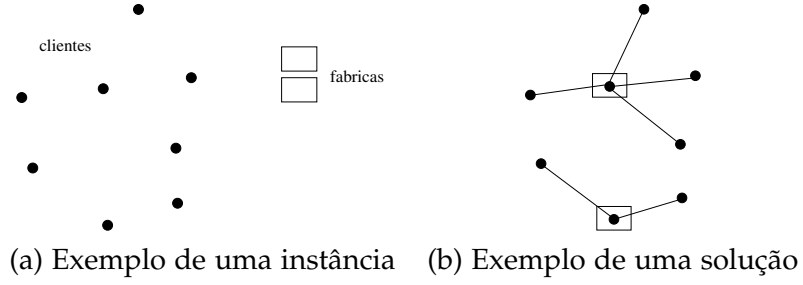 clientes
fabricas
(a) Exemplo de uma instância
(b) Exemplo de uma solução